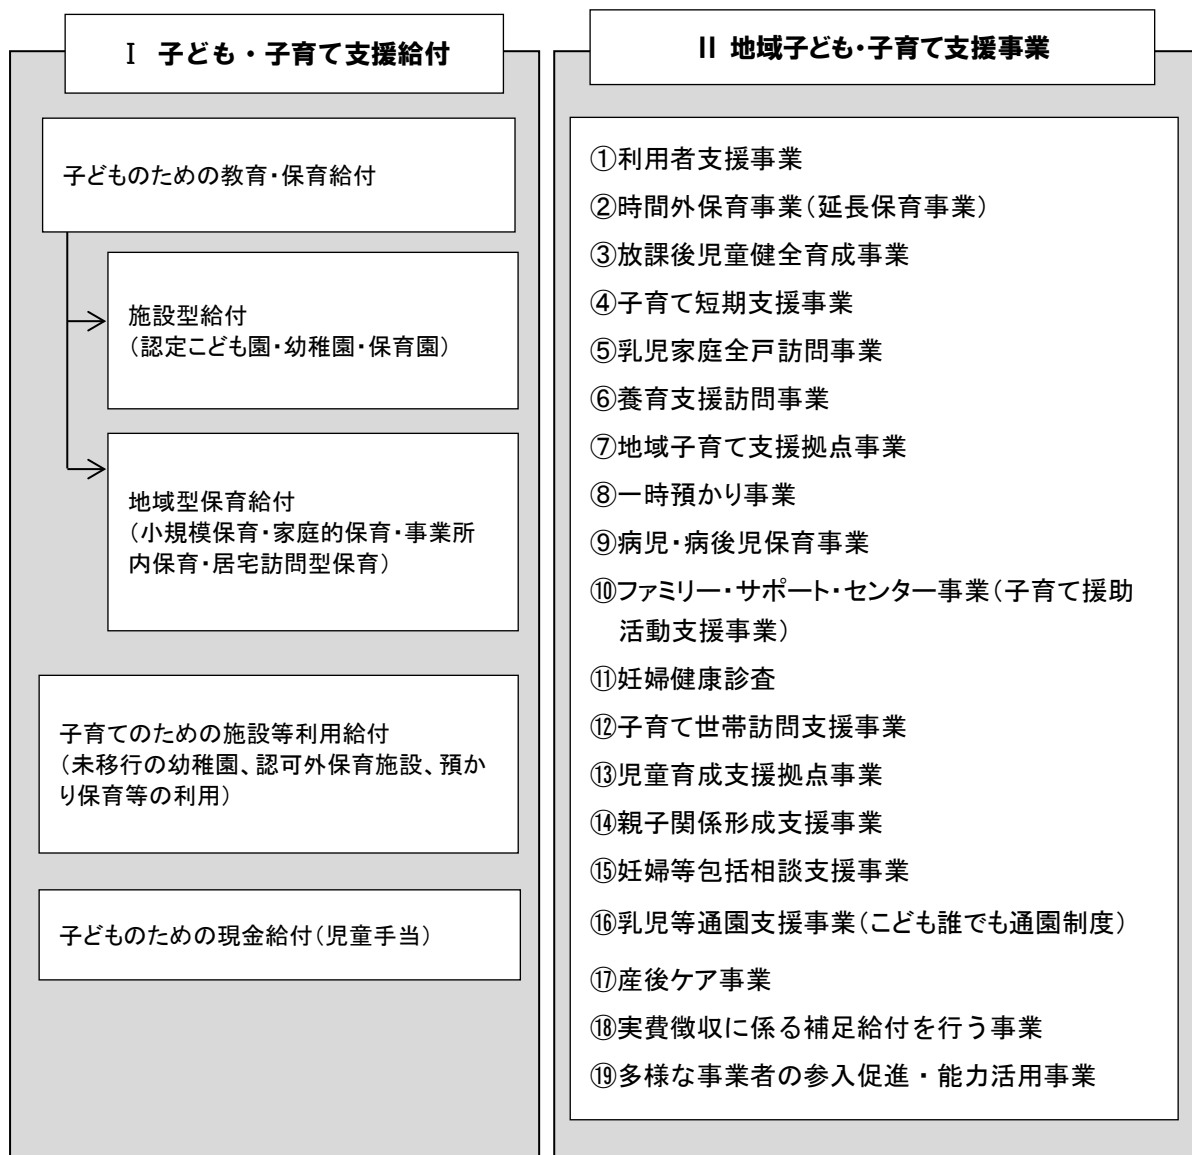 Ⅰ 子ども・子育て支援給付
子どものための教育・保育給付
施設型給付
(認定こども園・幼稚園・保育園)
地域型保育給付
(小規模保育・家庭的保育・事業所
内保育・居宅訪問型保育)
子育てのための施設等利用給付
(未移行の幼稚園、認可外保育施設、預か
り保育等の利用)
子どものための現金給付(児童手当)
Ⅱ 地域子ども・子育て支援事業
①利用者支援事業
②時間外保育事業(延長保育事業)
③放課後児童健全育成事業
④子育て短期支援事業
⑤乳児家庭全戸訪問事業
⑥養育支援訪問事業
⑦地域子育て支援拠点事業
⑧一時預かり事業
⑨病児・病後児保育事業
⑩ファミリー・サポート・センター事業(子育て援助
活動支援事業)
⑪妊婦健康診査
⑫子育て世帯訪問支援事業
⑬児童育成支援拠点事業
⑭親子関係形成支援事業
⑮妊婦等包括相談支援事業
⑯乳児等通園支援事業(こども誰でも通園制度)
⑰産後ケア事業
⑱実費徴収に係る補足給付を行う事業
⑲多様な事業者の参入促進・能力活用事業